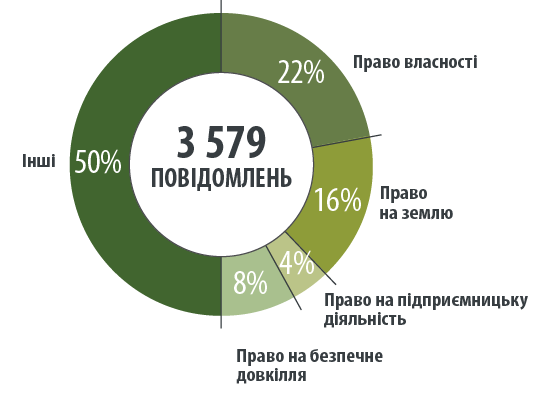 22%
Право власності
3 579
ПОВІДОМЛЕНЬ
Інші
50%
16%
Право
на землю
4%
Право на підприємницьку
діяльність
8%
Право на безпечне
довкілля